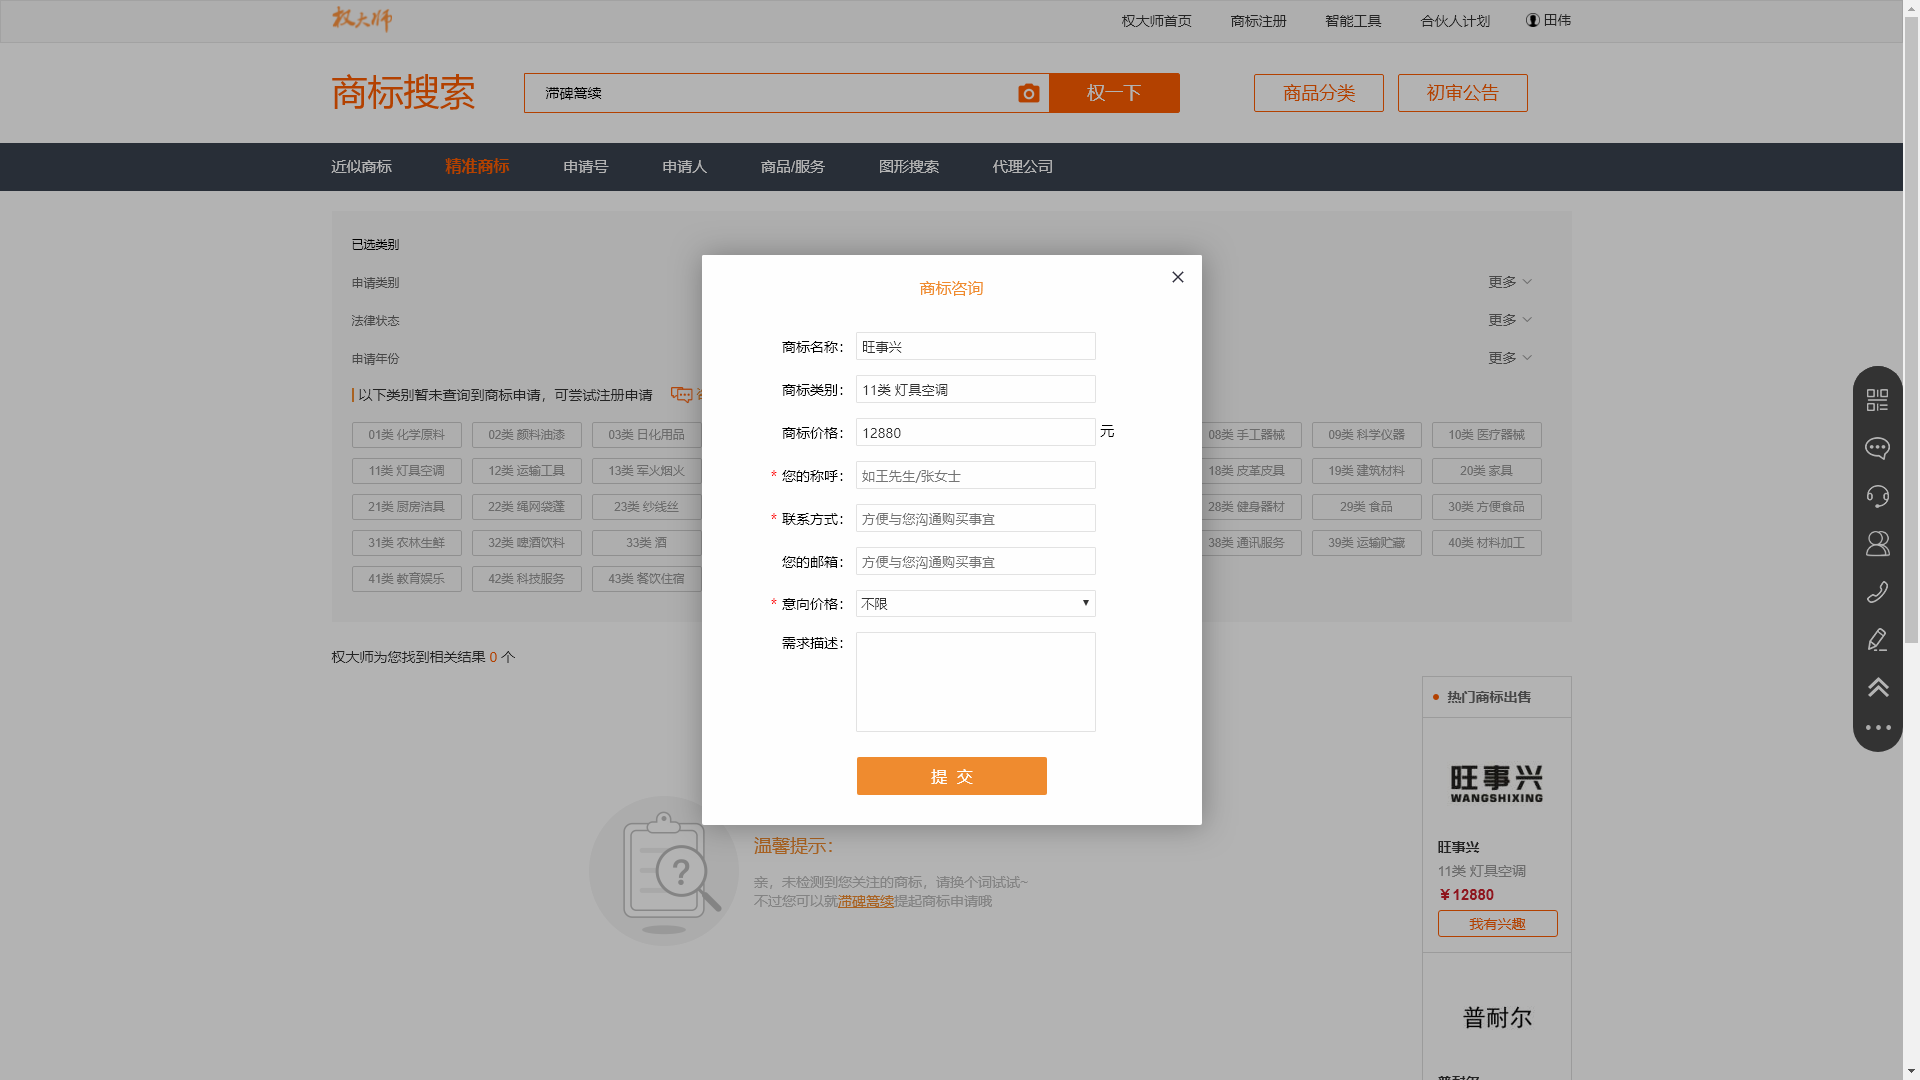 权大师 权大师首页 商标注册 智能工具 合伙人计划 田伟
商标搜索 滞碑篙续 权一下 商品分类 初审公告
近似商标 精准商标 申请号 申请人 商品/服务 图形搜索 代理公司
已选类别
申请类别 更多
法律状态 更多
申请年份 更多
以下类别暂未查询到商标申请，可尝试注册申请
01类 化学原料 02类 颜料油漆 03类 日化用品 08类 手工器械 09类 科学仪器 10类 医疗器械
11类 灯具空调 12类 运输工具 13类 军火烟火 18类 皮革皮具 19类 建筑材料 20类 家具
21类 厨房洁具 22类 绳网袋篷 23类 纱线丝 28类 健身器材 29类 食品 30类 方便食品
31类 农林生鲜 32类 啤酒饮料 33类 酒 38类 通讯服务 39类 运输贮藏 40类 材料加工
41类 教育娱乐 42类 科技服务 43类 餐饮住宿
权大师为您找到相关结果 0 个
商标咨询
商标名称： 旺事兴
商标类别： 11类 灯具空调
商标价格： 12880 元
* 您的称呼： 如王先生/张女士
* 联系方式： 方便与您沟通购买事宜
您的邮箱： 方便与您沟通购买事宜
* 意向价格： 不限
需求描述：
提 交
温馨提示：
亲，未检测到您关注的商标，请换个词试试~
不过您可以就滞碑篙续提起商标申请哦
热门商标出售
旺事兴
WANGSHIXING
旺事兴
11类 灯具空调
￥12880
我有兴趣
普耐尔
普耐尔